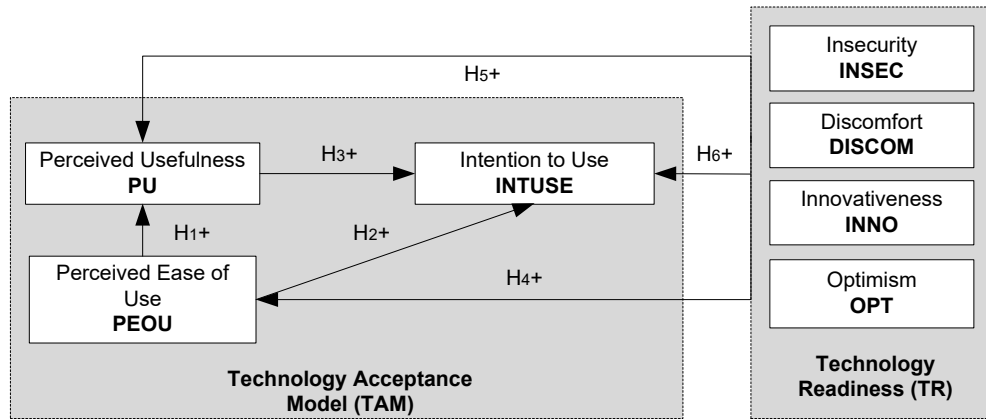 Insecurity
INSEC
H5+
Discomfort
DISCOM
Perceived Usefulness
PU
H3+
Intention to Use
INTUSE
H6+
Innovativeness
INNO
H1+
H2+
Perceived Ease of
Use
PEOU
H4+
Optimism
OPT
Technology Acceptance
Model (TAM)
Technology
Readiness (TR)